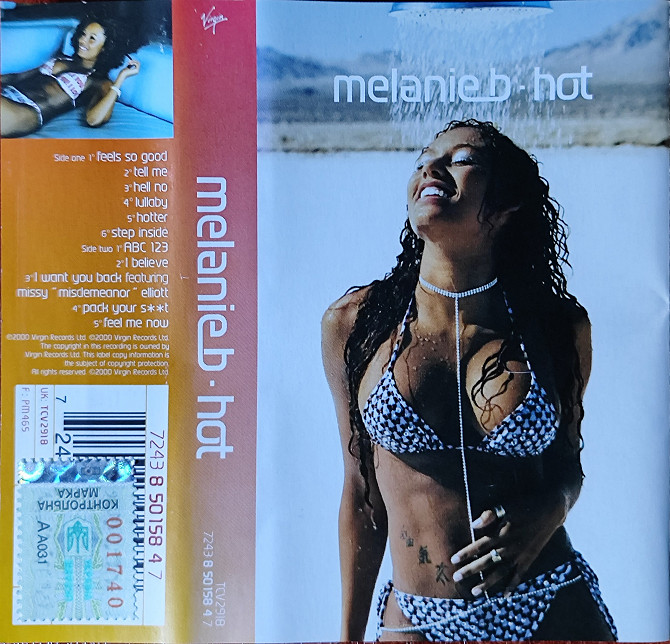 Virgin
melanie.b · hot
Side one 1" feels so good
2" tell me
3" hell no
4" lullaby
5" hotter
6" step inside
Side two 1" ABC 123
2" I believe
3" I want you back featuring
missy "misdemeanor" elliott
4" pack your s**t
5" feel me now
℗2000 Virgin Records Ltd. ©2000 Virgin Records Ltd.
The copyright in this recording is owned by
Virgin Records Ltd. This label copy information is
the subject of copyright protection.
All rights reserved. ©2000 Virgin Records Ltd
melanie.b · hot
TCV2918
7243 8 50158 4 7
UK: TCV2918
F: PM465
7 24
7243 8 50158 4 7
КОНТРОЛЬНА
МАРКА
А А031
001740